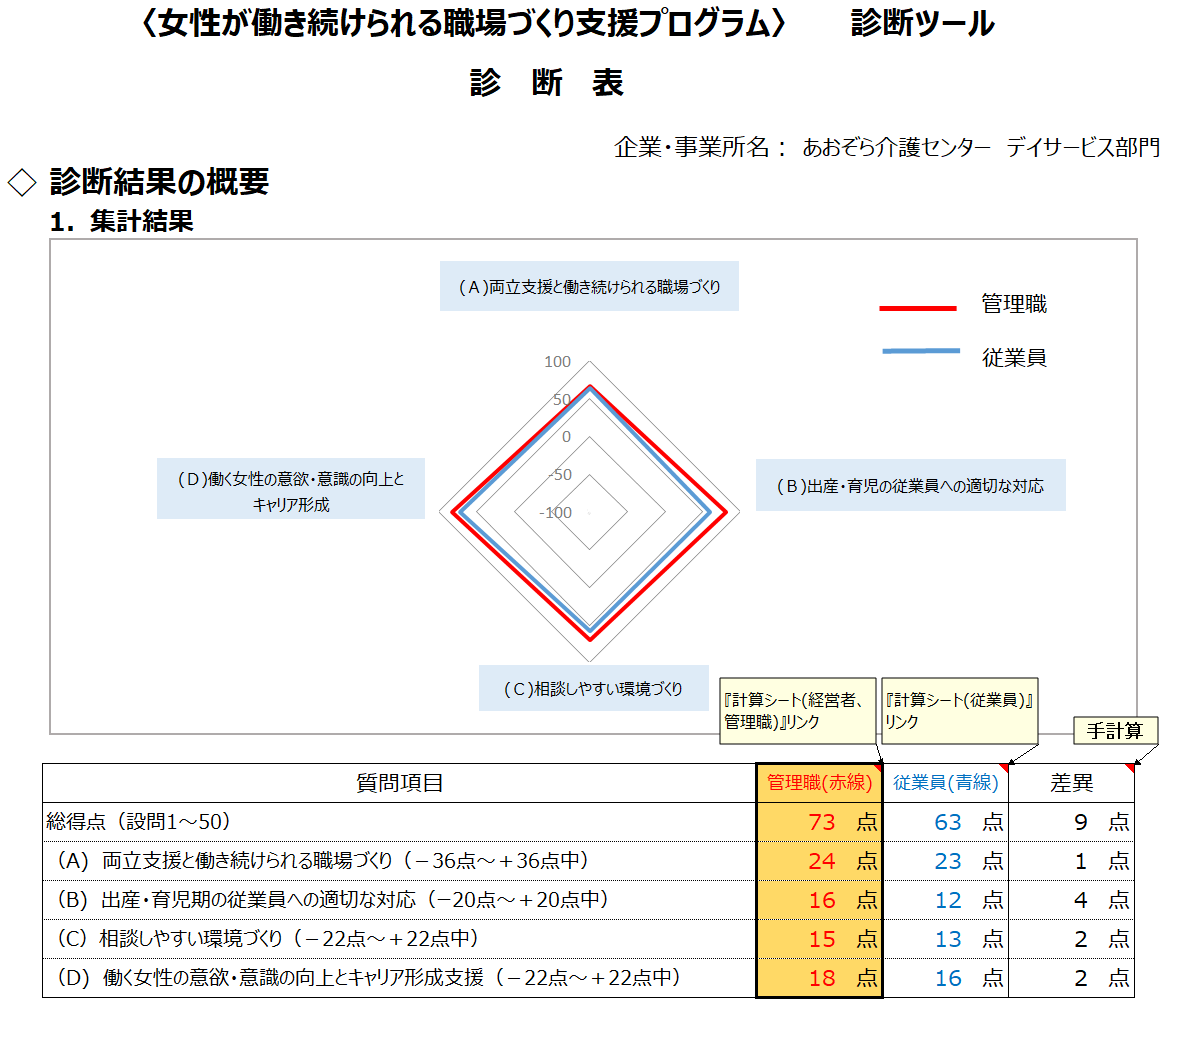 〈女性が働き続けられる職場づくり支援プログラム〉　診断ツール
診　断　表
企業・事業所名： あおぞら介護センター　デイサービス部門
◇ 診断結果の概要
1. 集計結果
(Ａ)両立支援と働き続けられる職場づくり
管理職
従業員
100
50
0
-50
-100
(Ｄ)働く女性の意欲・意識の向上と
キャリア形成
(Ｂ)出産・育児の従業員への適切な対応
(Ｃ)相談しやすい環境づくり
『計算シート(経営者、
管理職)』リンク
『計算シート(従業員)』
リンク
手計算
質問項目 管理職(赤線) 従業員(青線) 差異
総得点（設問1～50） 73 点 63 点 9 点
（A） 両立支援と働き続けられる職場づくり（－36点～＋36点中） 24 点 23 点 1 点
（B） 出産・育児期の従業員への適切な対応（－20点～＋20点中） 16 点 12 点 4 点
（C）相談しやすい環境づくり（－22点～＋22点中） 15 点 13 点 2 点
（D） 働く女性の意欲・意識の向上とキャリア形成支援（－22点～＋22点中） 18 点 16 点 2 点